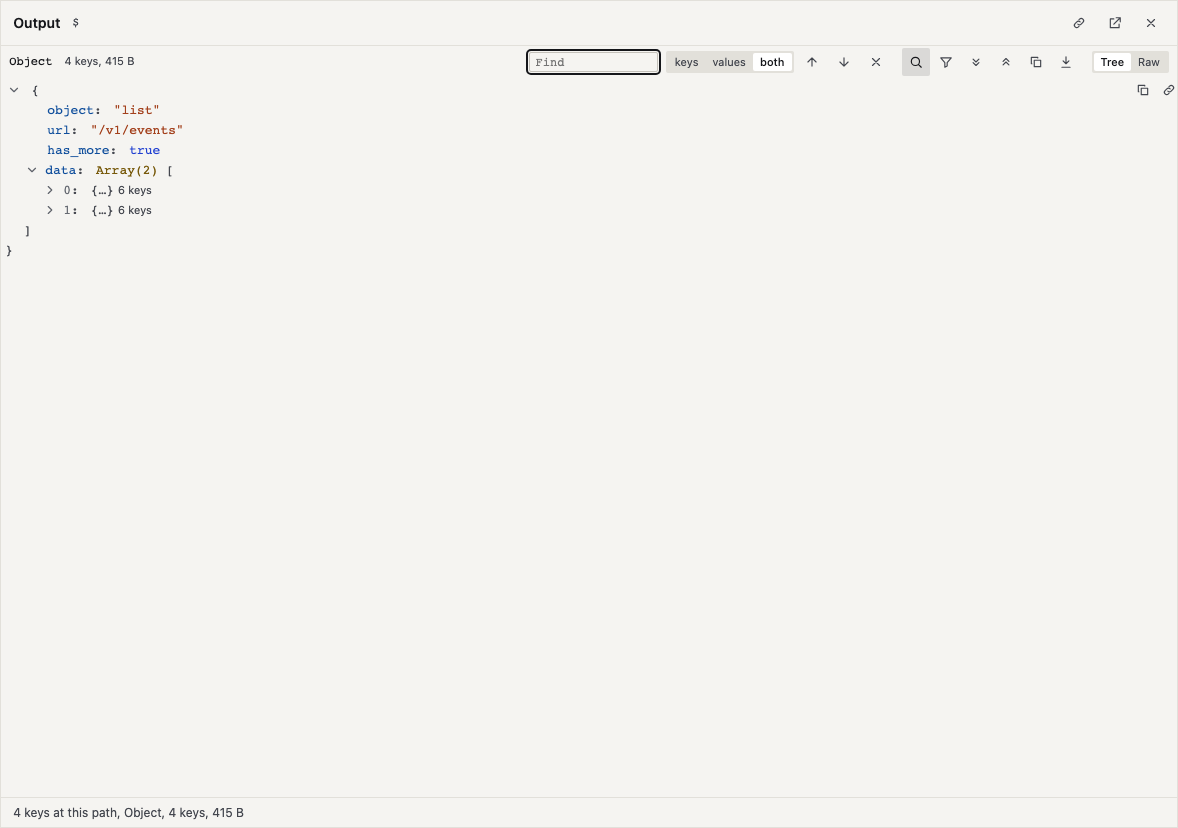 Output $
Object 4 keys, 415 B Find keys values both Tree Raw
{
object: "list"
url: "/v1/events"
has_more: true
data: Array(2) [
0: {…} 6 keys
1: {…} 6 keys
]
}
4 keys at this path, Object, 4 keys, 415 B